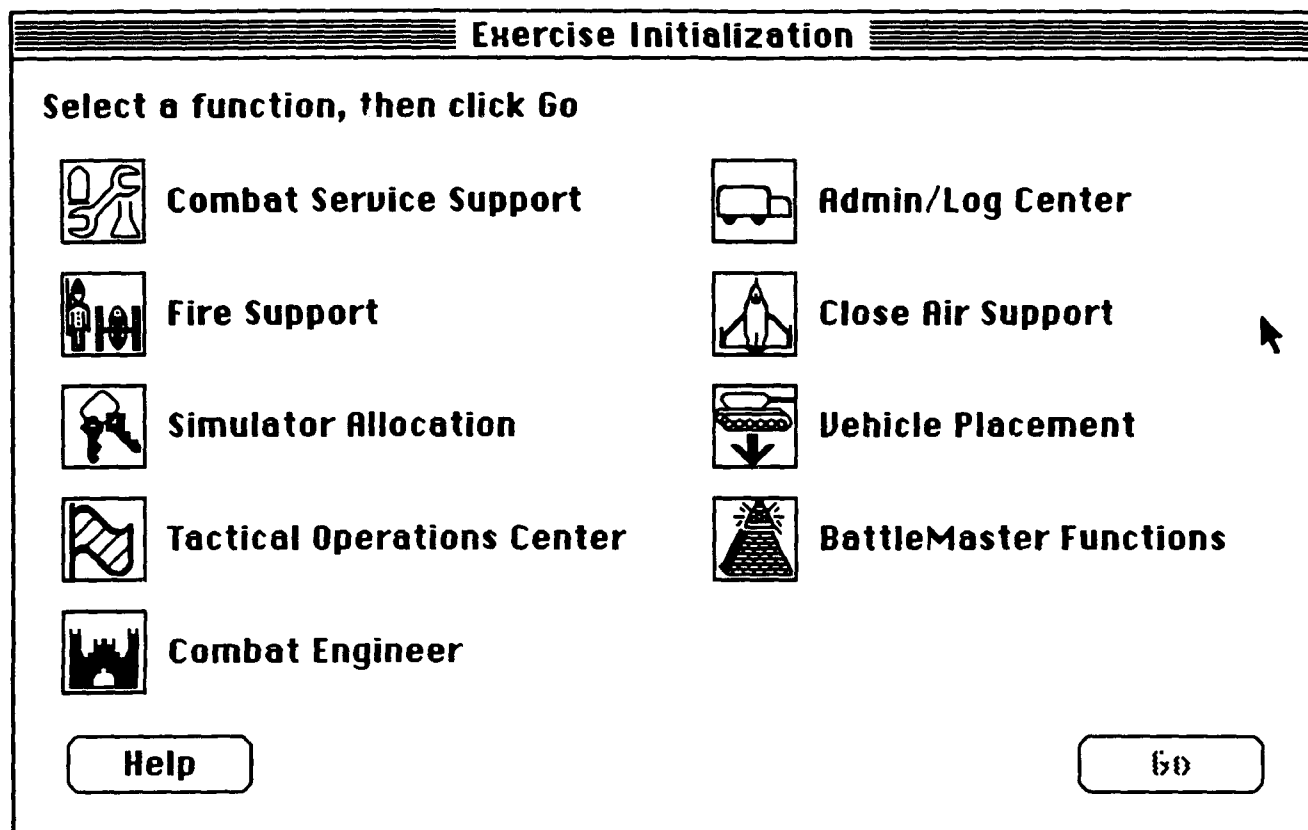 Exercise Initialization
Select a function, then click Go
Combat Service Support
Admin/Log Center
Fire Support
Close Air Support
Simulator Allocation
Vehicle Placement
Tactical Operations Center
BattleMaster Functions
Combat Engineer
Help
Go